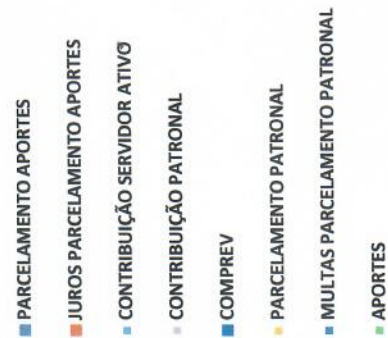 PARCELAMENTO APORTES
JUROS PARCELAMENTO APORTES
CONTRIBUIÇÃO SERVIDOR ATIVO
CONTRIBUIÇÃO PATRONAL
COMPREV
PARCELAMENTO PATRONAL
MULTAS PARCELAMENTO PATRONAL
APORTES